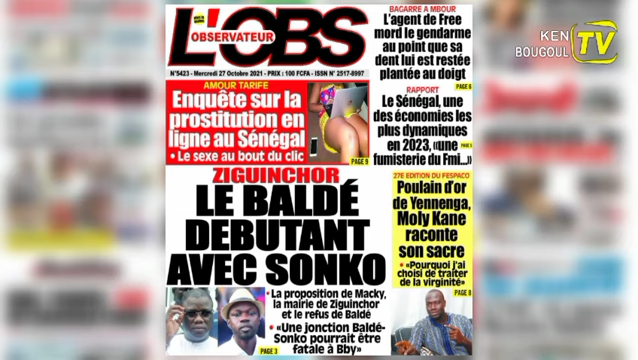 L'OBS
OBSERVATEUR
N°5423 - Mercredi 27 Octobre 2021 - PRIX : 100 FCFA - ISSN N° 2517-8997
BAGARRE A MBOUR
L'agent de Free
mord le gendarme
au point que sa
dent lui est restée
plantée au doigt
PAGE 6
KEN
BOUGOUL
TV
AMOUR TARIFE
Enquête sur la
prostitution en
ligne au Sénégal
• Le sexe au bout du clic
PAGE 9
RAPPORT
Le Sénégal, une
des économies les
plus dynamiques
en 2023, «une
fumisterie du Fmi...»
PAGE 5
ZIGUINCHOR
LE BALDÉ
DEBUTANT
AVEC SONKO
• La proposition de Macky,
la mairie de Ziguinchor
et le refus de Baldé
• «Une jonction Baldé-
Sonko pourrait être
fatale à Bby»
PAGE 3
27E EDITION DU FESPACO
Poulain d'or
de Yennenga,
Moly Kane
raconte
son sacre
• «Pourquoi j'ai
choisi de traiter
de la virginité»
PAGE 8